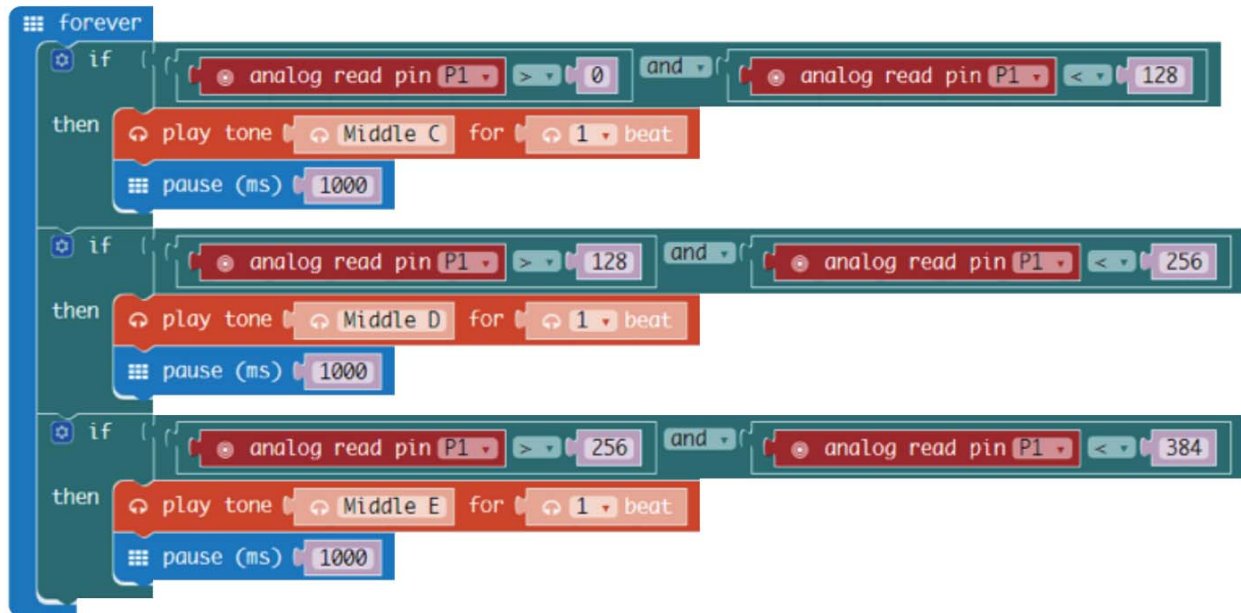 forever
if analog read pin P1 > 0 and analog read pin P1 < 128
then play tone Middle C for 1 beat
pause (ms) 1000
if analog read pin P1 > 128 and analog read pin P1 < 256
then play tone Middle D for 1 beat
pause (ms) 1000
if analog read pin P1 > 256 and analog read pin P1 < 384
then play tone Middle E for 1 beat
pause (ms) 1000